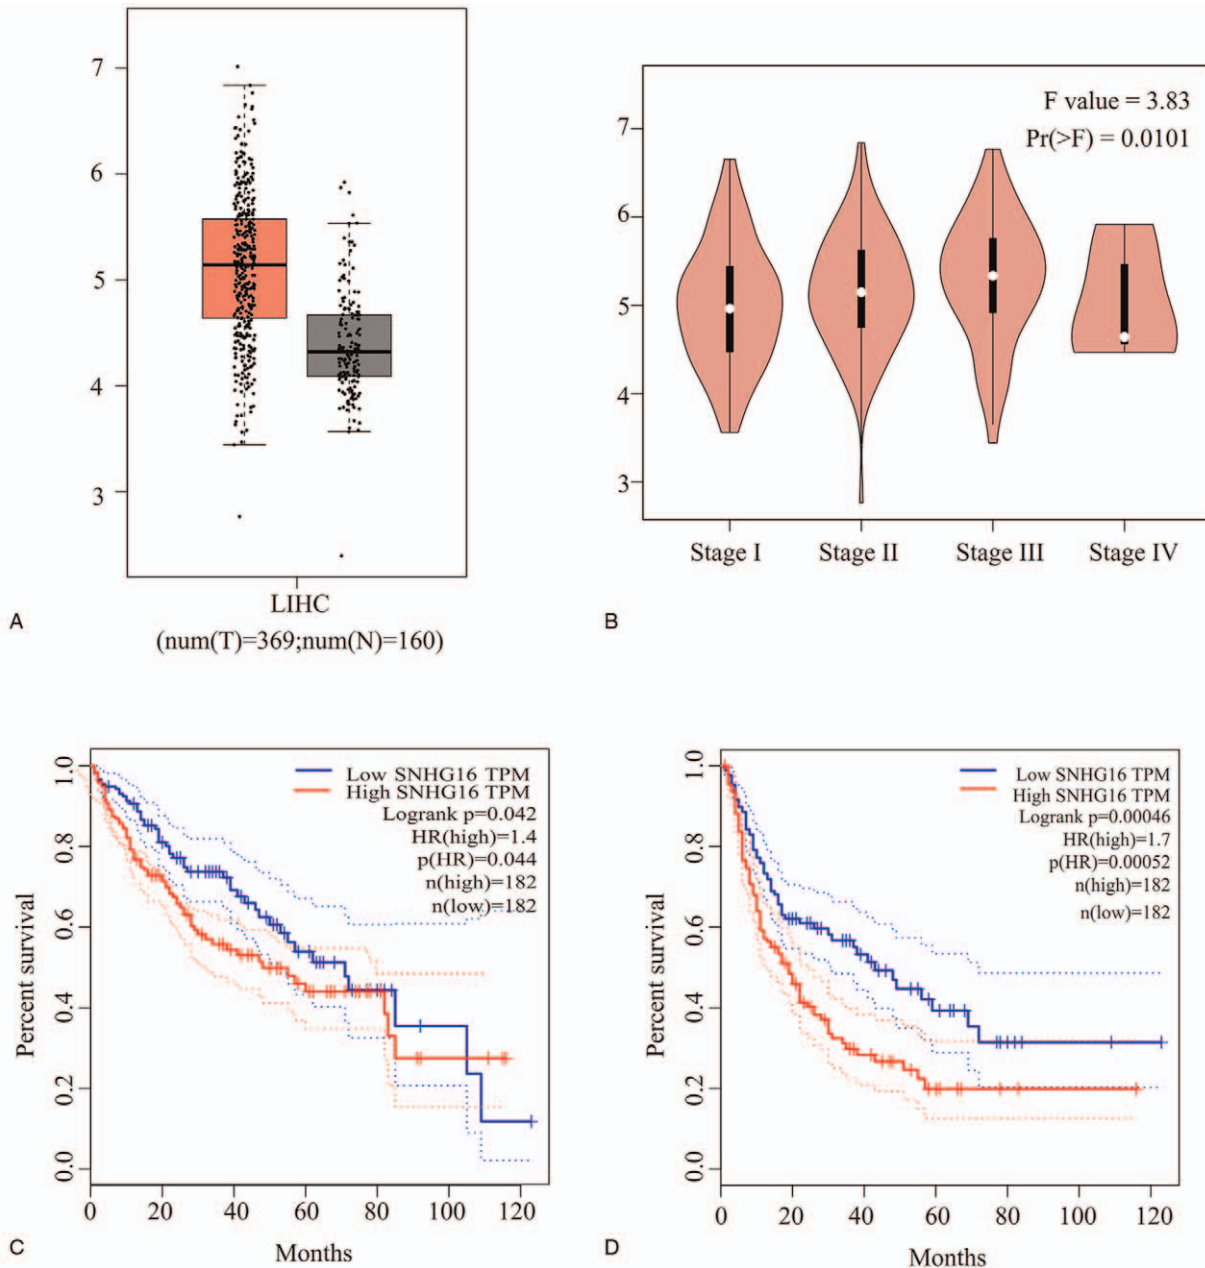 7
6
5
4
3
LIHC
(num(T)=369;num(N)=160)
A
F value = 3.83
Pr(>F) = 0.0101
7
6
5
4
3
Stage I Stage II Stage III Stage IV
B
Low SNHG16 TPM
High SNHG16 TPM
Logrank p=0.042
HR(high)=1.4
p(HR)=0.044
n(high)=182
n(low)=182
Percent survival
1.0
0.8
0.6
0.4
0.2
0.0
0 20 40 60 80 100 120
Months
C
Low SNHG16 TPM
High SNHG16 TPM
Logrank p=0.00046
HR(high)=1.7
p(HR)=0.00052
n(high)=182
n(low)=182
Percent survival
1.0
0.8
0.6
0.4
0.2
0.0
0 20 40 60 80 100 120
Months
D